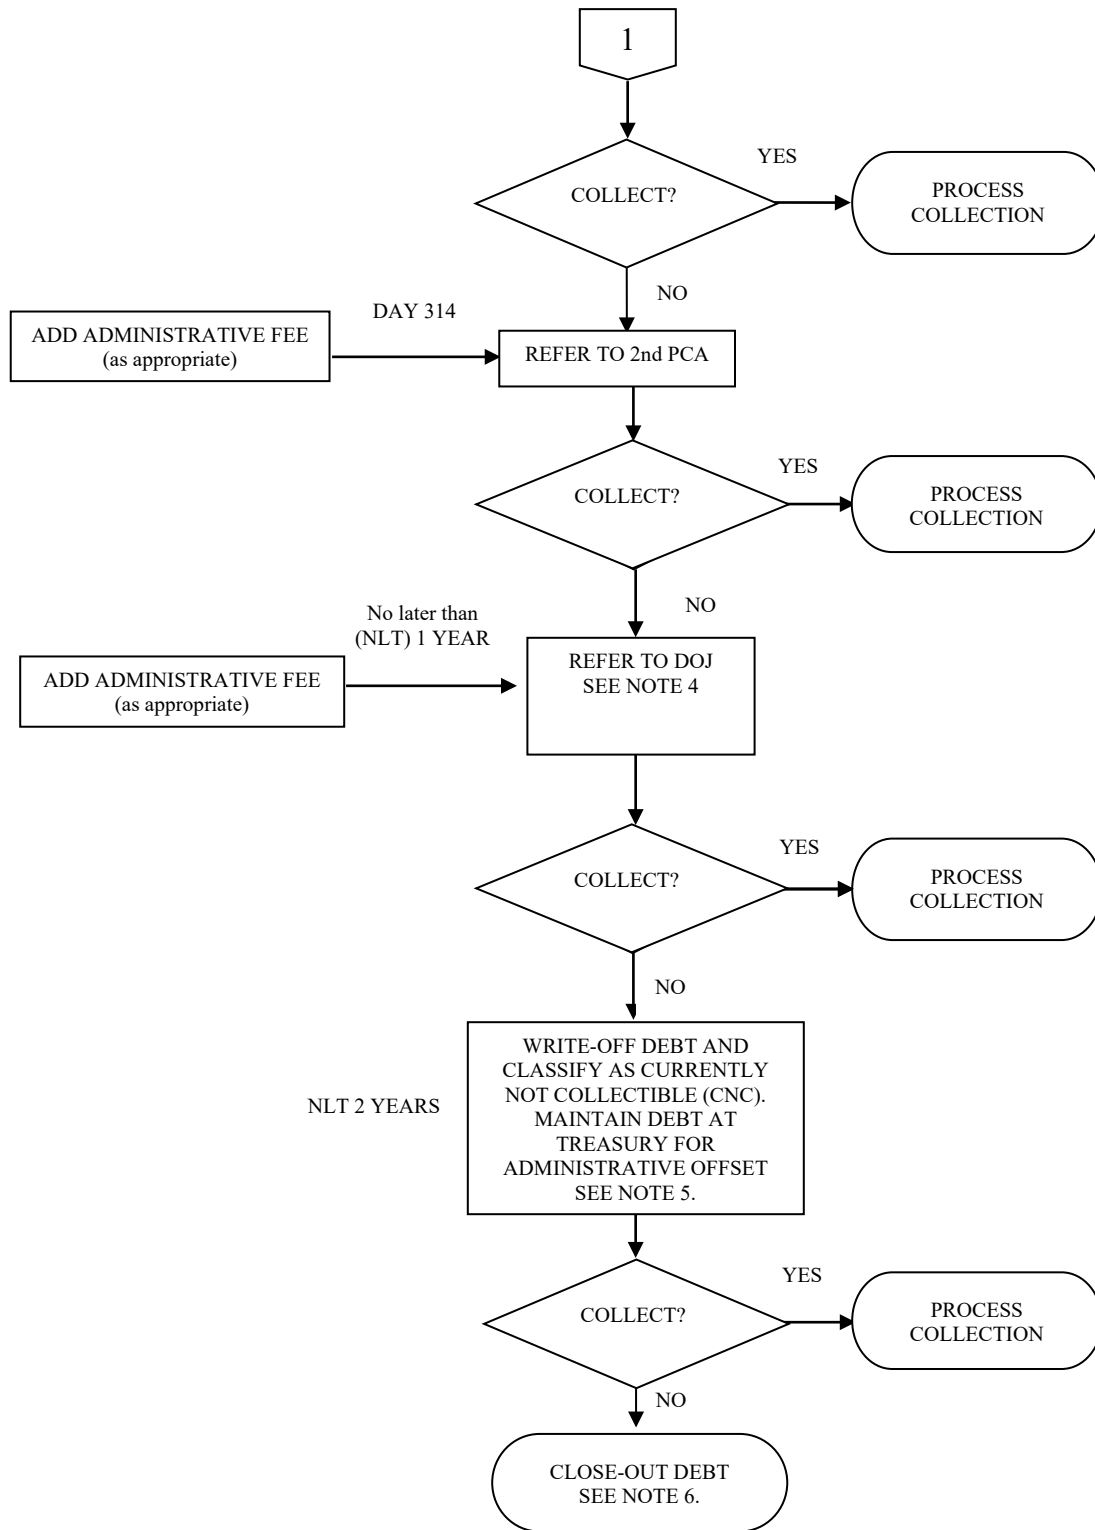 1
YES
COLLECT?
PROCESS
COLLECTION
NO
DAY 314
ADD ADMINISTRATIVE FEE
(as appropriate)
REFER TO 2nd PCA
YES
COLLECT?
PROCESS
COLLECTION
NO
No later than
(NLT) 1 YEAR
ADD ADMINISTRATIVE FEE
(as appropriate)
REFER TO DOJ
SEE NOTE 4
YES
COLLECT?
PROCESS
COLLECTION
NO
NLT 2 YEARS
WRITE-OFF DEBT AND
CLASSIFY AS CURRENTLY
NOT COLLECTIBLE (CNC).
MAINTAIN DEBT AT
TREASURY FOR
ADMINISTRATIVE OFFSET
SEE NOTE 5.
YES
COLLECT?
PROCESS
COLLECTION
NO
CLOSE-OUT DEBT
SEE NOTE 6.